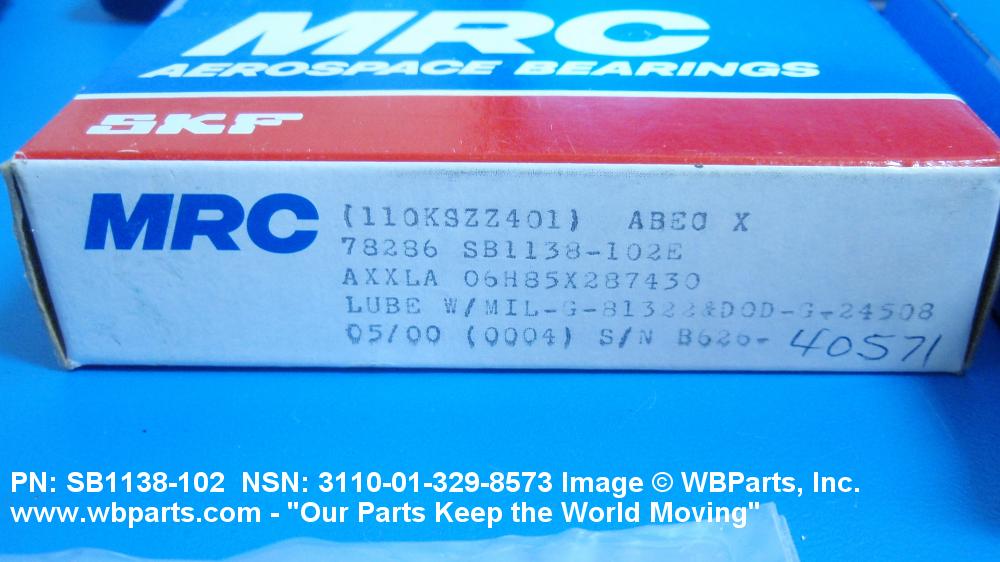 MRC
AEROSPACE BEARINGS
SKF
MRC
(110KSZZ401) ABEC X
78286 SB1138-102E
AXXLA 06H85X287430
LUBE W/MIL-G-81322&DOD-G-24508
05/00 (0004) S/N B626- 40571
PN: SB1138-102 NSN: 3110-01-329-8573 Image © WBParts, Inc.
www.wbparts.com - "Our Parts Keep the World Moving"